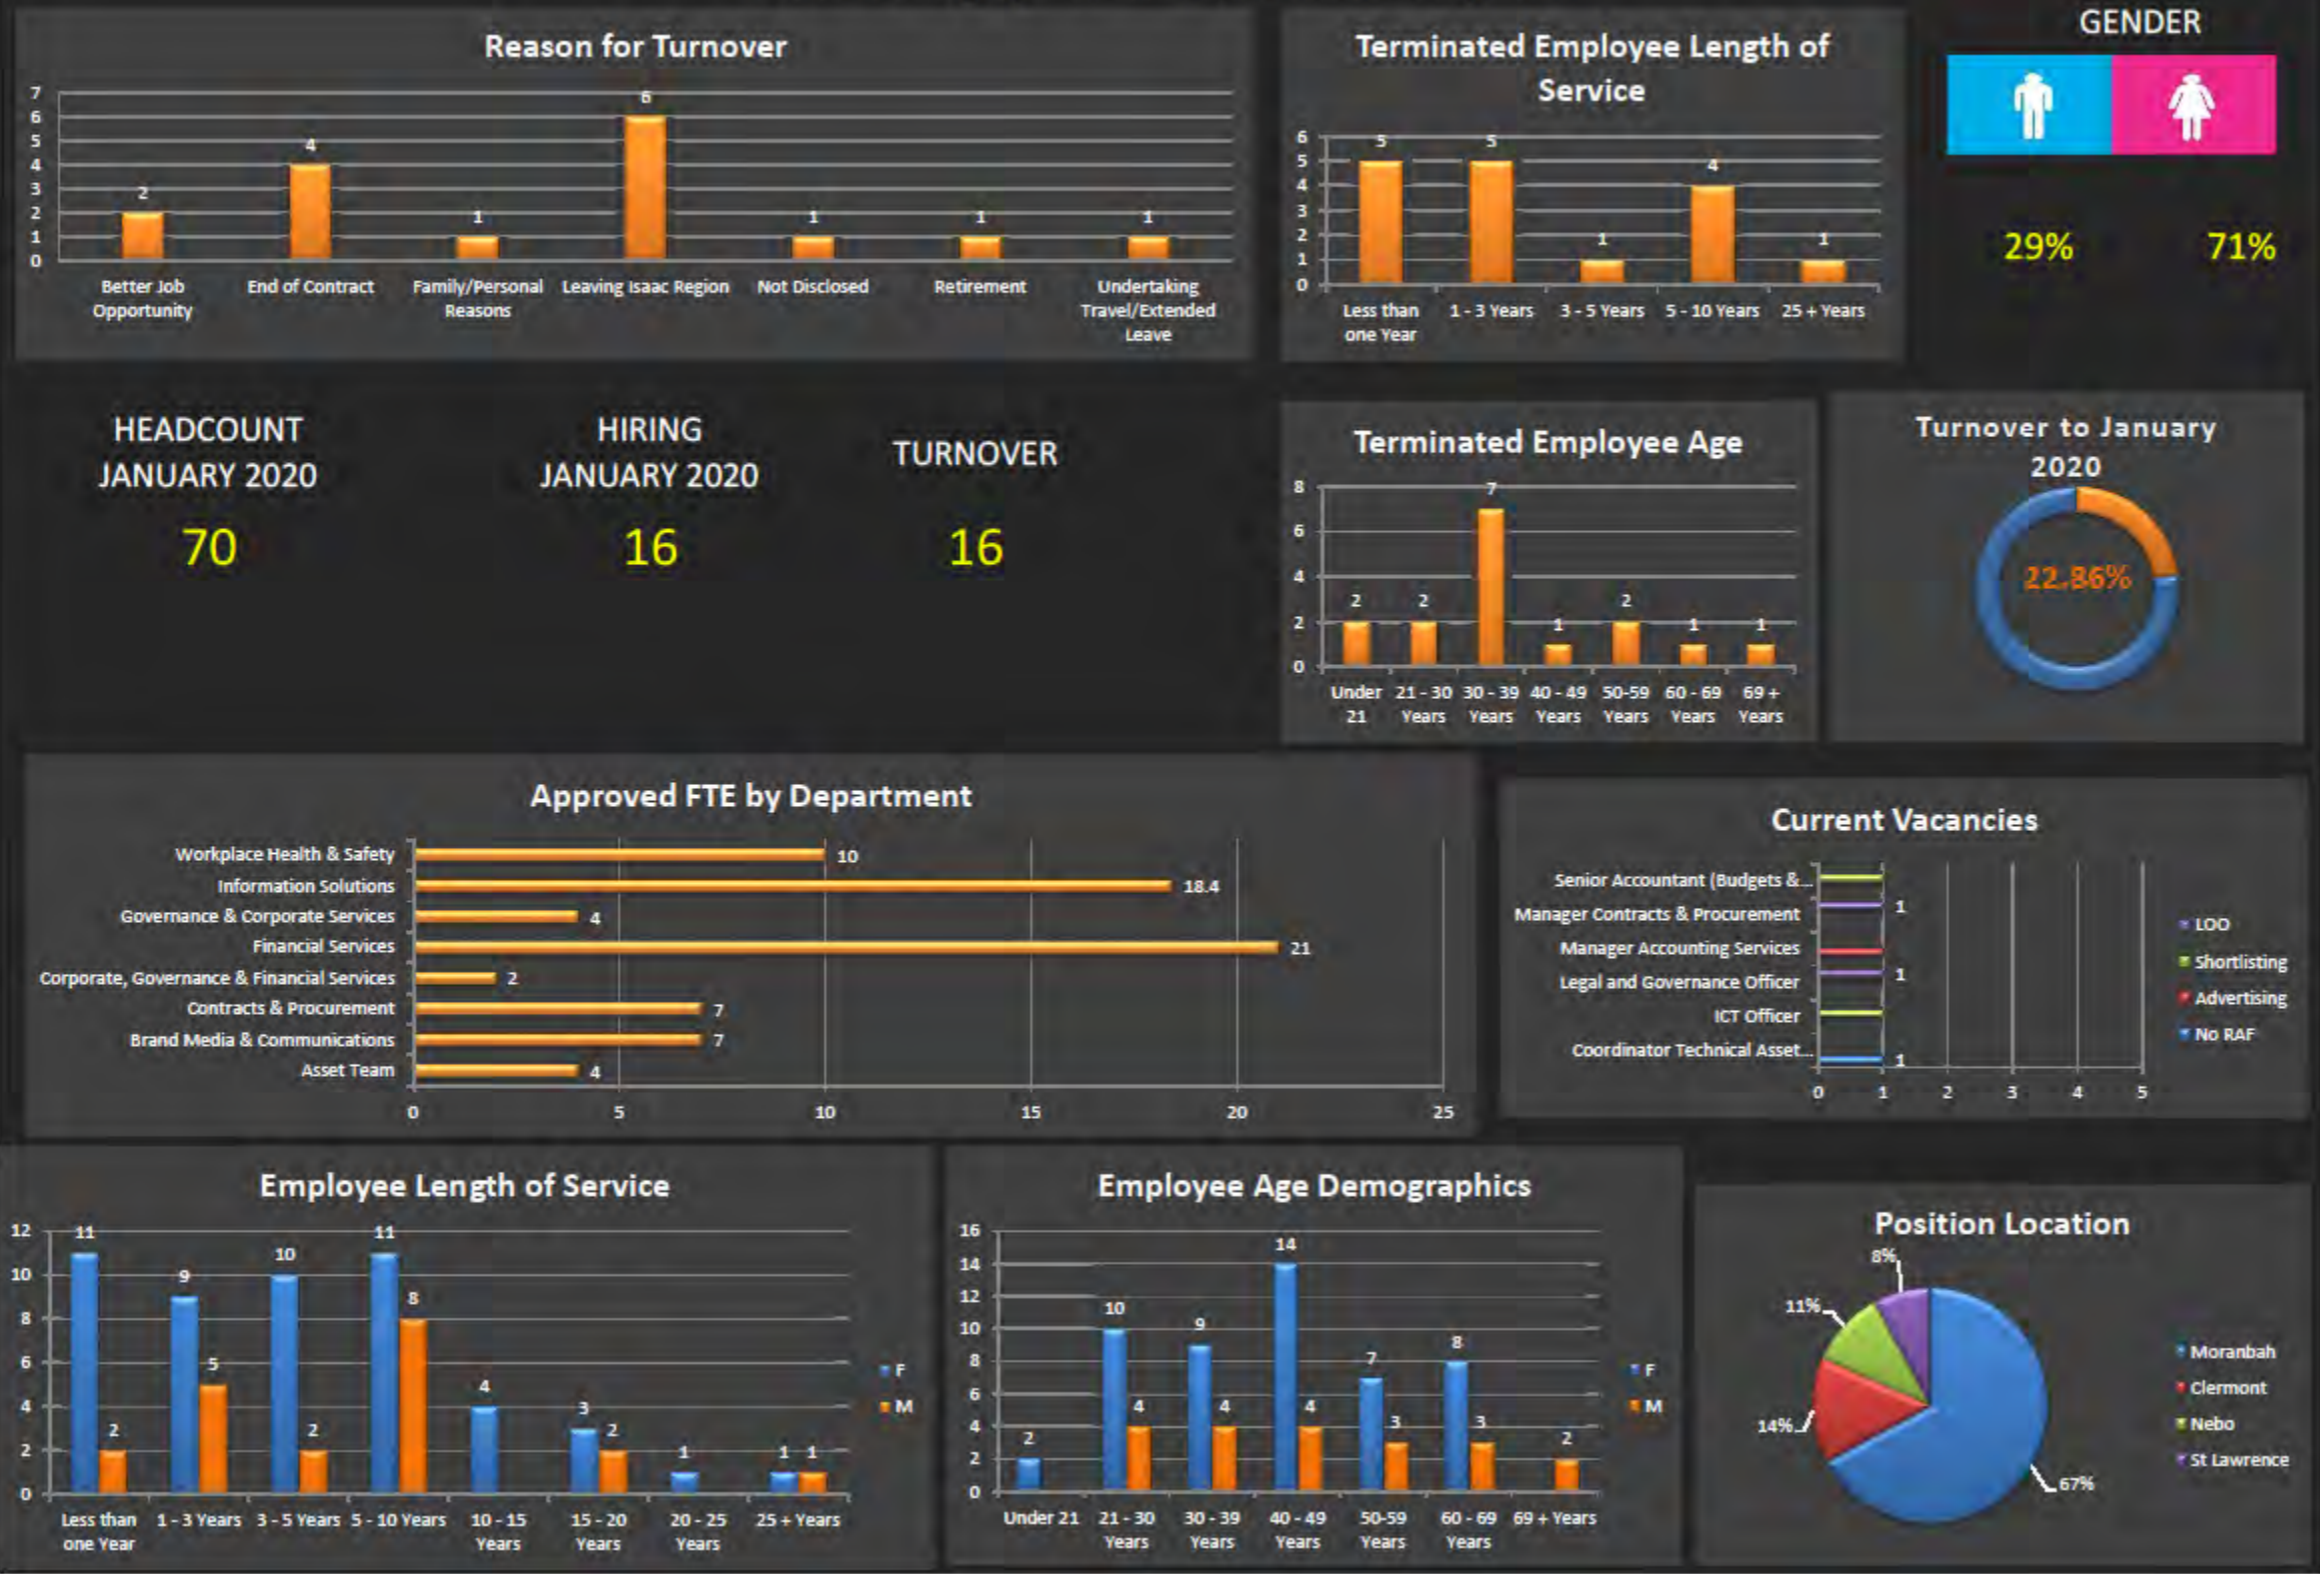 Reason for Turnover
7
6
5
4
3
2
1
0
2
4
1
6
1
1
1
Better Job
Opportunity
End of Contract
Family/Personal
Reasons
Leaving Isaac Region
Not Disclosed
Retirement
Undertaking
Travel/Extended
Leave
Terminated Employee Length of
Service
6
5
4
3
2
1
0
5
5
1
4
1
Less than
one Year
1 - 3 Years
3 - 5 Years
5 - 10 Years
25 + Years
GENDER
29%
71%
HEADCOUNT
JANUARY 2020
70
HIRING
JANUARY 2020
16
TURNOVER
16
Terminated Employee Age
8
6
4
2
0
2
2
7
1
2
1
1
Under
21
21 - 30
Years
30 - 39
Years
40 - 49
Years
50-59
Years
60 - 69
Years
69 +
Years
Turnover to January
2020
22.86%
Approved FTE by Department
Workplace Health & Safety
10
Information Solutions
18.4
Governance & Corporate Services
4
Financial Services
21
Corporate, Governance & Financial Services
2
Contracts & Procurement
7
Brand Media & Communications
7
Asset Team
4
0
5
10
15
20
25
Current Vacancies
Senior Accountant (Budgets &...
Manager Contracts & Procurement
1
Manager Accounting Services
Legal and Governance Officer
1
ICT Officer
Coordinator Technical Asset...
1
0
1
2
3
4
5
LOO
Shortlisting
Advertising
No RAF
Employee Length of Service
12
10
8
6
4
2
0
11
2
9
5
10
2
11
8
4
3
2
1
1
1
Less than
one Year
1 - 3 Years
3 - 5 Years
5 - 10 Years
10 - 15
Years
15 - 20
Years
20 - 25
Years
25 + Years
F
M
Employee Age Demographics
16
14
12
10
8
6
4
2
0
2
10
4
9
4
14
4
7
3
8
3
2
Under 21
21 - 30
Years
30 - 39
Years
40 - 49
Years
50-59
Years
60 - 69
Years
69 + Years
F
M
Position Location
8%
11%
14%
67%
Moranbah
Clermont
Nebo
St Lawrence